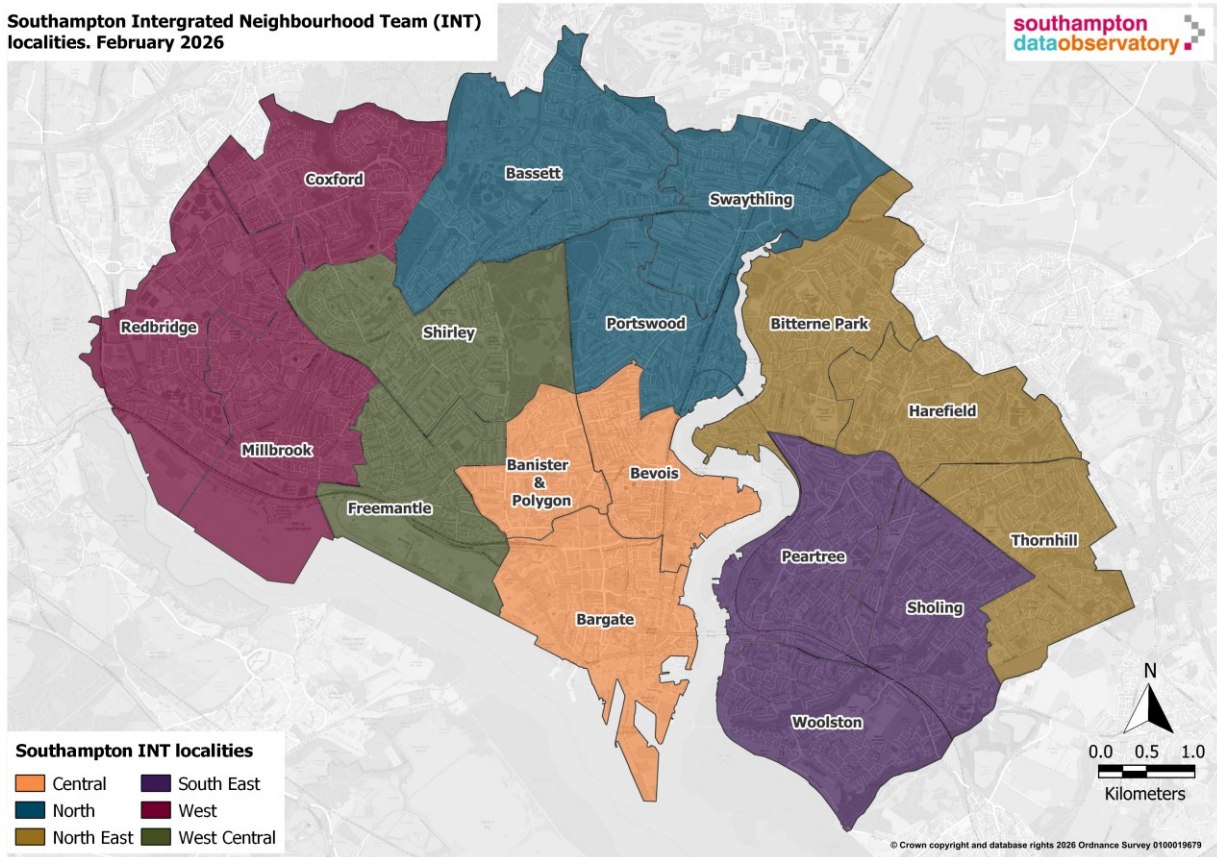 Southampton Intergrated Neighbourhood Team (INT)
localities. February 2026
southampton
dataobservatory
Coxford
Bassett
Swaythling
Redbridge
Shirley
Portswood
Bitterne Park
Harefield
Millbrook
Banister
&
Polygon
Bevois
Freemantle
Thornhill
Peartree
Sholing
Bargate
Woolston
N
0.0 0.5 1.0
Kilometers
Southampton INT localities
Central
South East
North
West
North East
West Central
© Crown copyright and database rights 2026 Ordnance Survey 0100019679